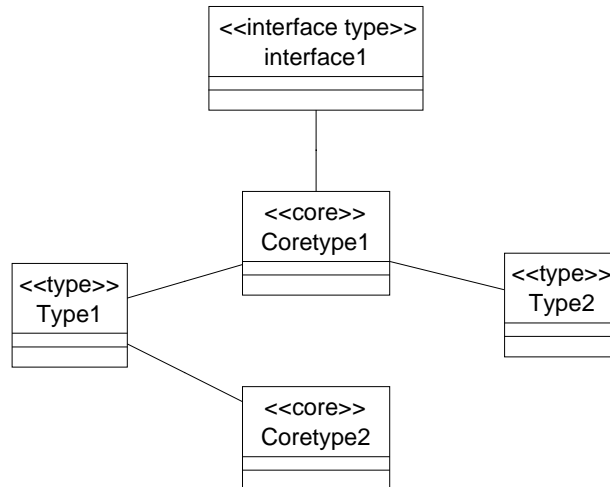 <<interface type>>
interface1
<<core>>
Coretype1
<<type>>
Type1
<<type>>
Type2
<<core>>
Coretype2